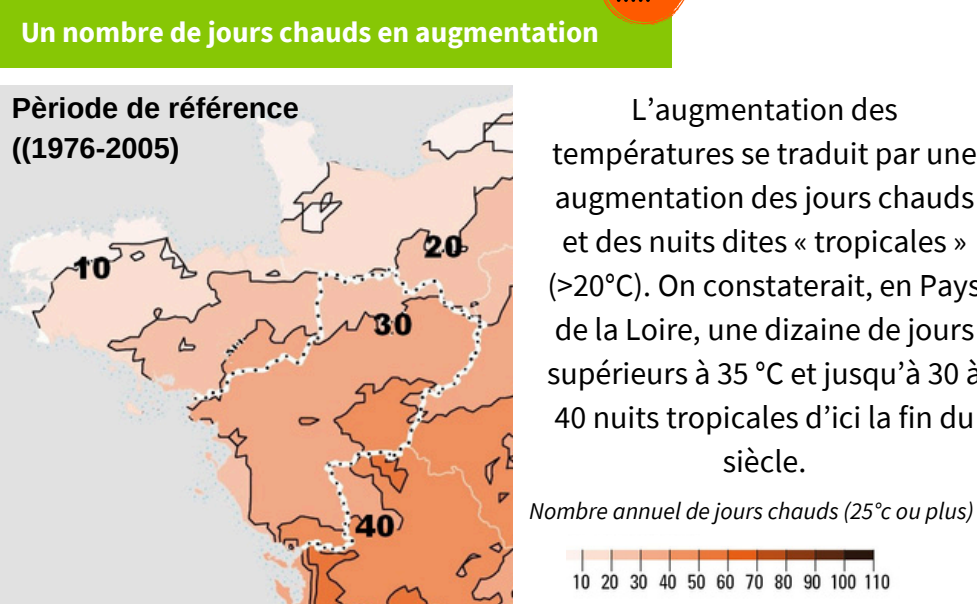 Un nombre de jours chauds en augmentation
Pèriode de référence
((1976-2005)
10
20
30
40
L’augmentation des
températures se traduit par une
augmentation des jours chauds
et des nuits dites « tropicales »
(>20°C). On constaterait, en Pays
de la Loire, une dizaine de jours
supérieurs à 35 °C et jusqu’à 30 à
40 nuits tropicales d’ici la fin du
siècle.
Nombre annuel de jours chauds (25°c ou plus)
10 20 30 40 50 60 70 80 90 100 110